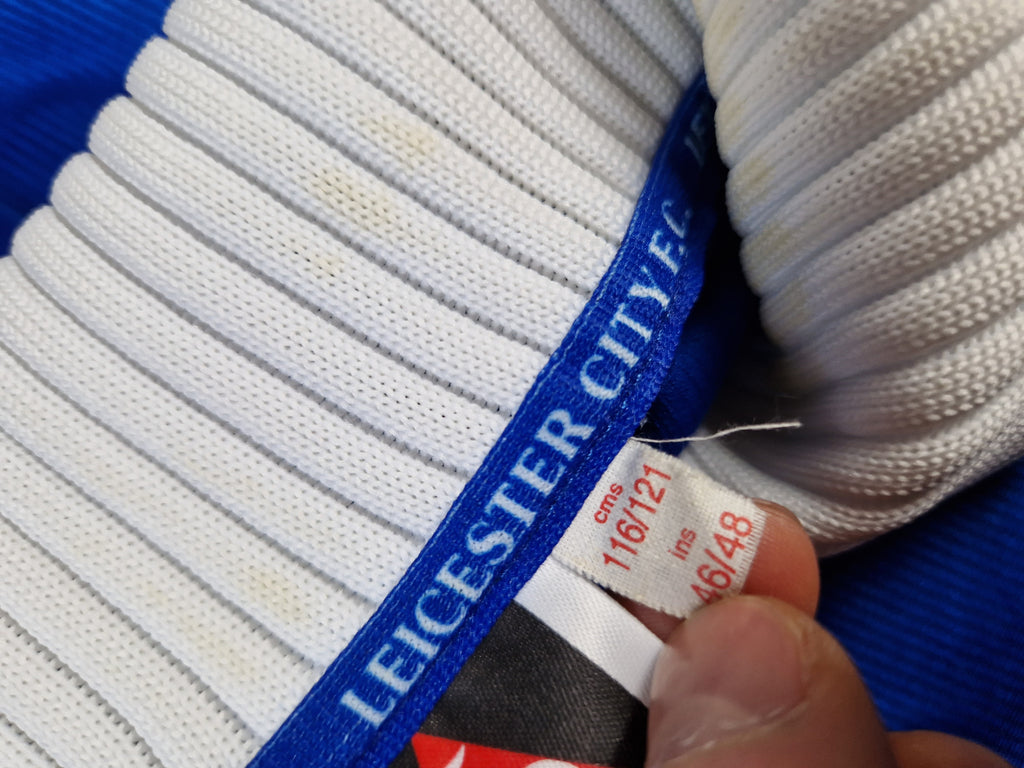 LEICESTER CITY F.C.
cms
116/121
ins
46/48